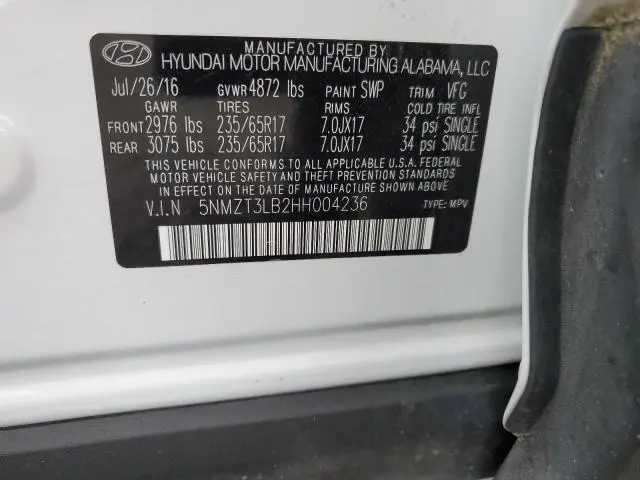 MANUFACTURED BY
HYUNDAI MOTOR MANUFACTURING ALABAMA, LLC
Jul/26/16 GVWR 4872 lbs PAINT SWP TRIM VFG
GAWR TIRES RIMS COLD TIRE INFL
FRONT 2976 lbs 235/65R17 7.0JX17 34 psi SINGLE
REAR 3075 lbs 235/65R17 7.0JX17 34 psi SINGLE
THIS VEHICLE CONFORMS TO ALL APPLICABLE U.S.A. FEDERAL
MOTOR VEHICLE SAFETY AND THEFT PREVENTION STANDARDS
IN EFFECT ON THE DATE OF MANUFACTURE SHOWN ABOVE.
V.I.N 5NMZT3LB2HH004236 TYPE: MPV